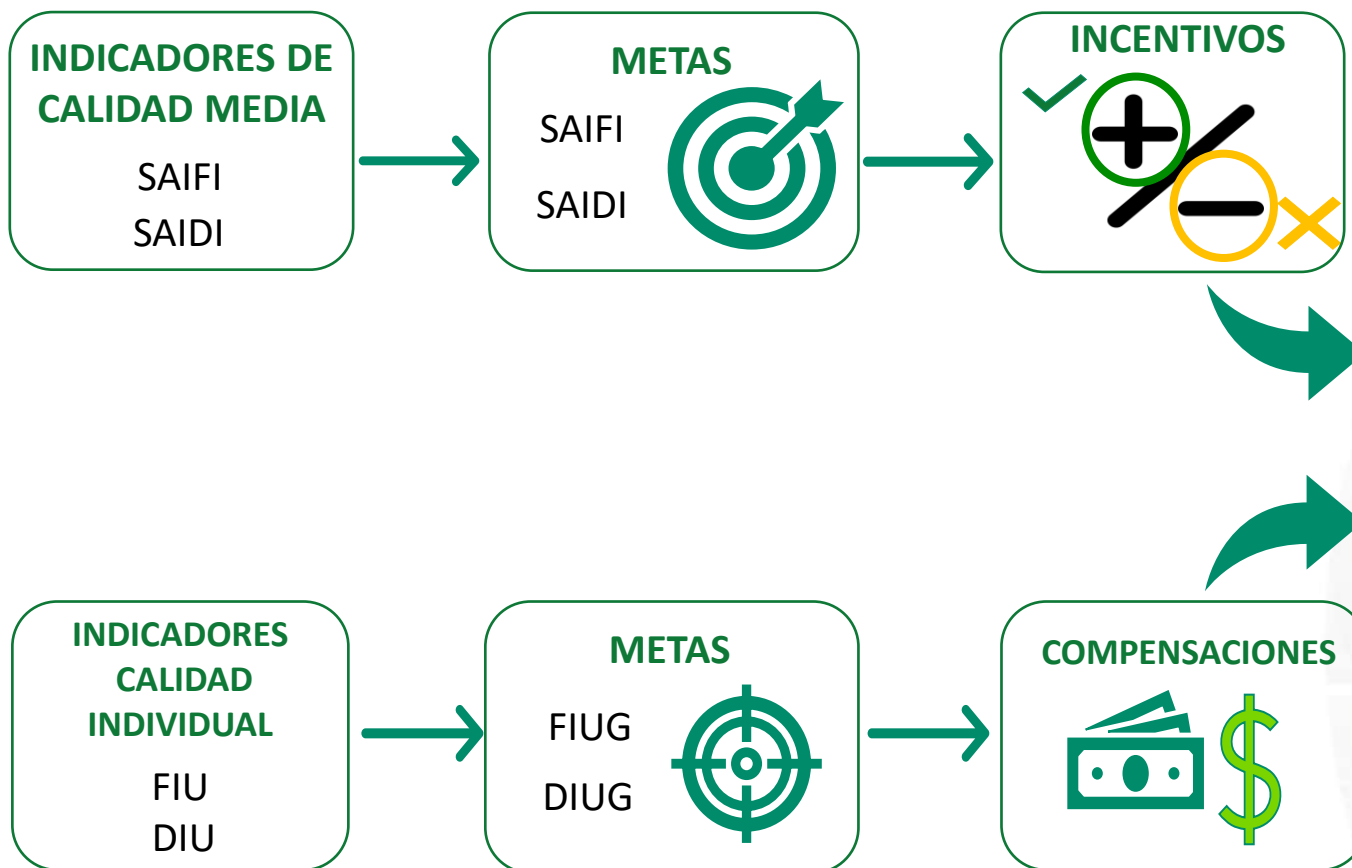 INDICADORES DE
CALIDAD MEDIA
SAIFI
SAIDI
METAS
SAIFI
SAIDI
INCENTIVOS
INDICADORES
CALIDAD
INDIVIDUAL
FIU
DIU
METAS
FIUG
DIUG
COMPENSACIONES